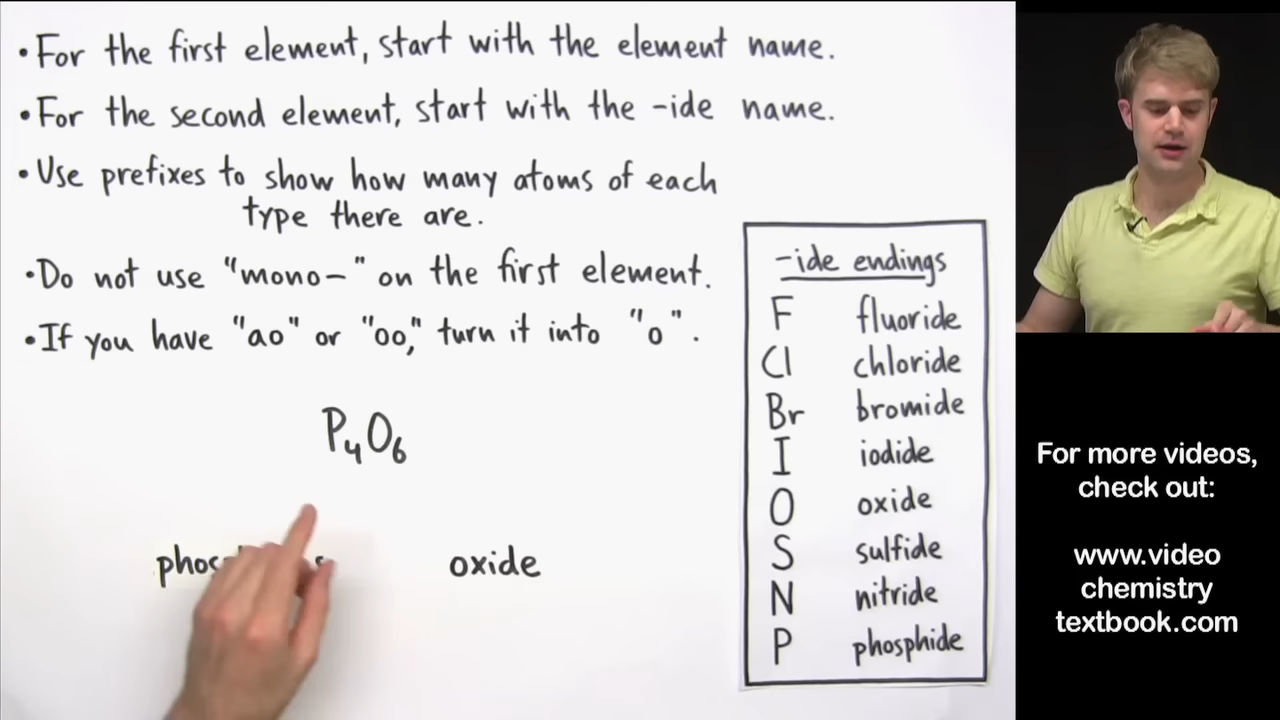 •For the first element, start with the element name.
•For the second element, start with the -ide name.
•Use prefixes to show how many atoms of each
type there are.
•Do not use "mono-" on the first element.
•If you have "ao" or "oo," turn it into "o".
P₄O₆
oxide
-ide endings
F fluoride
Cl chloride
Br bromide
I iodide
O oxide
S sulfide
N nitride
P phosphide
For more videos,
check out:
www.video
chemistry
textbook.com